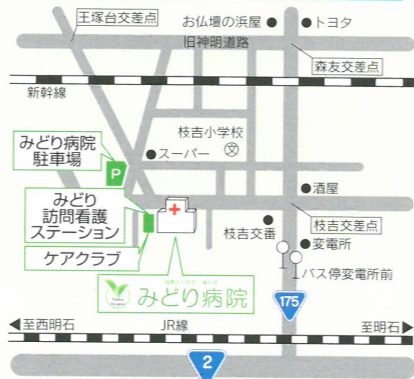 王塚台交差点
お仏壇の浜屋
トヨタ
旧神明道路
森友交差点
新幹線
枝吉小学校
文
みどり病院
駐車場
P
スーパー
みどり
訪問看護
ステーション
酒屋
枝吉交差点
枝吉交番
変電所
ケアクラブ
バス停変電所前
みどり病院
175
至西明石
JR線
至明石
2